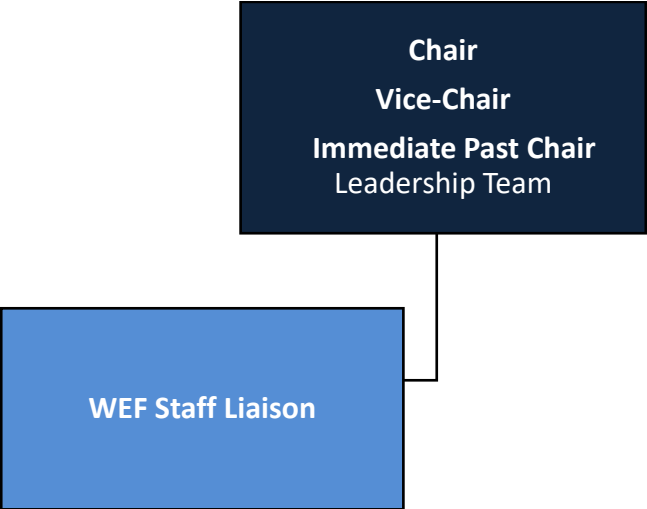 Chair
Vice-Chair
Immediate Past Chair
Leadership Team
WEF Staff Liaison